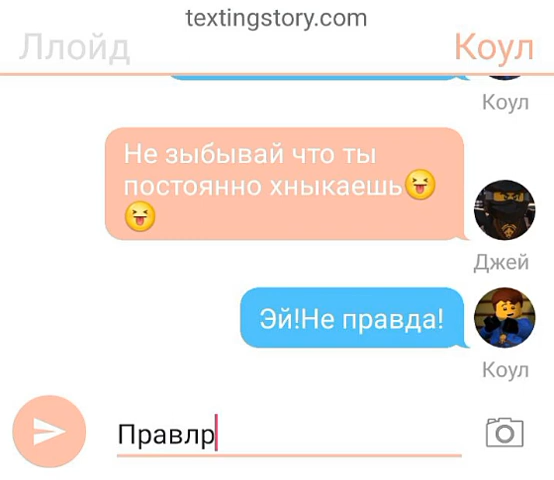 textingstory.com
Ллойд
Коул
Коул
Не зыбывай что ты
постоянно хныкаешь😝
😝
Джей
Эй!Не правда!
Коул
Правлр